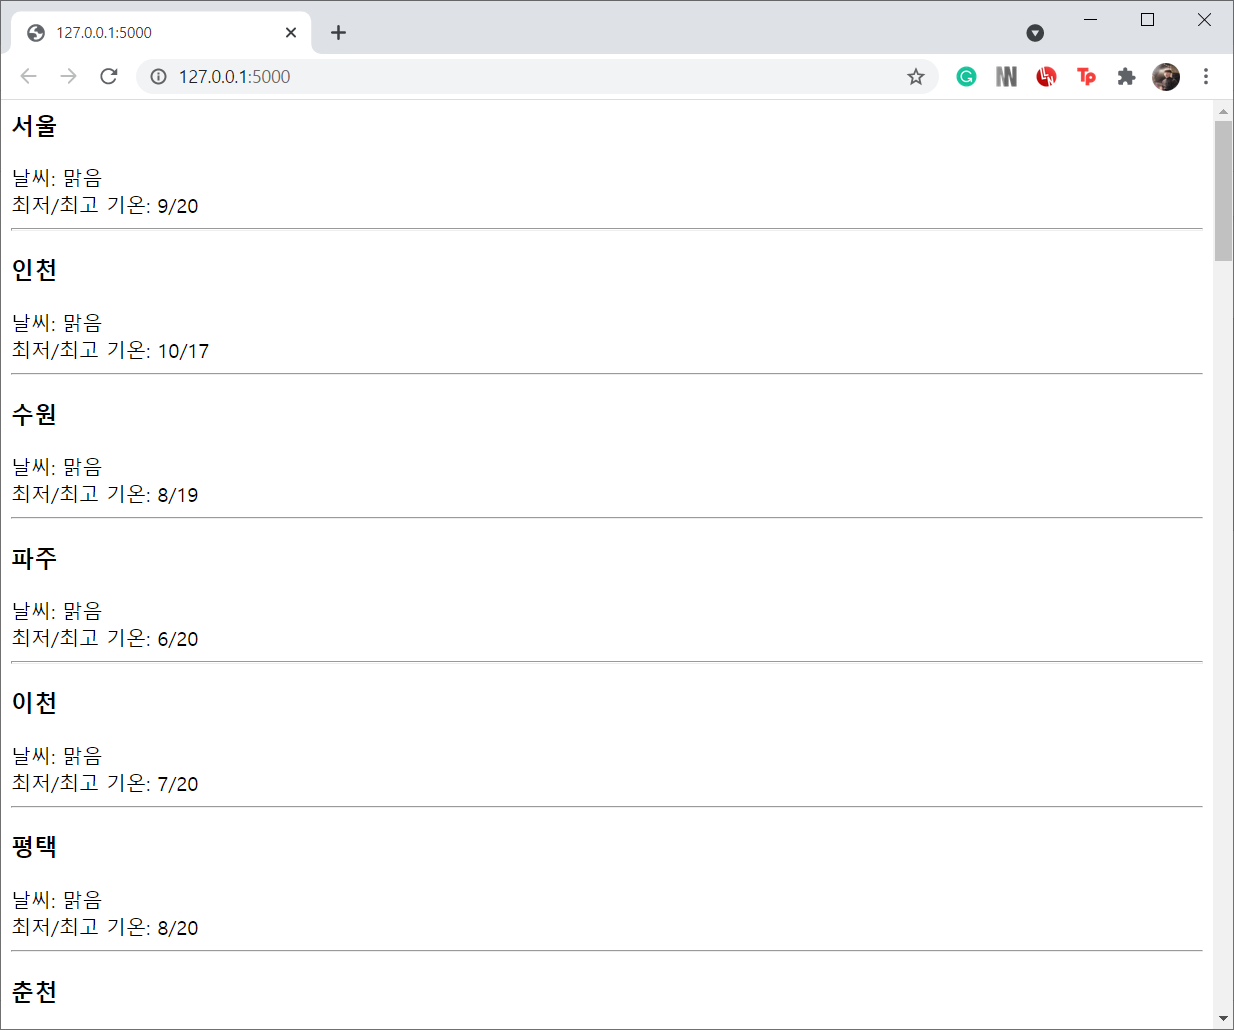 127.0.0.1:5000
127.0.0.1:5000
서울
날씨: 맑음
최저/최고 기온: 9/20
인천
날씨: 맑음
최저/최고 기온: 10/17
수원
날씨: 맑음
최저/최고 기온: 8/19
파주
날씨: 맑음
최저/최고 기온: 6/20
이천
날씨: 맑음
최저/최고 기온: 7/20
평택
날씨: 맑음
최저/최고 기온: 8/20
춘천